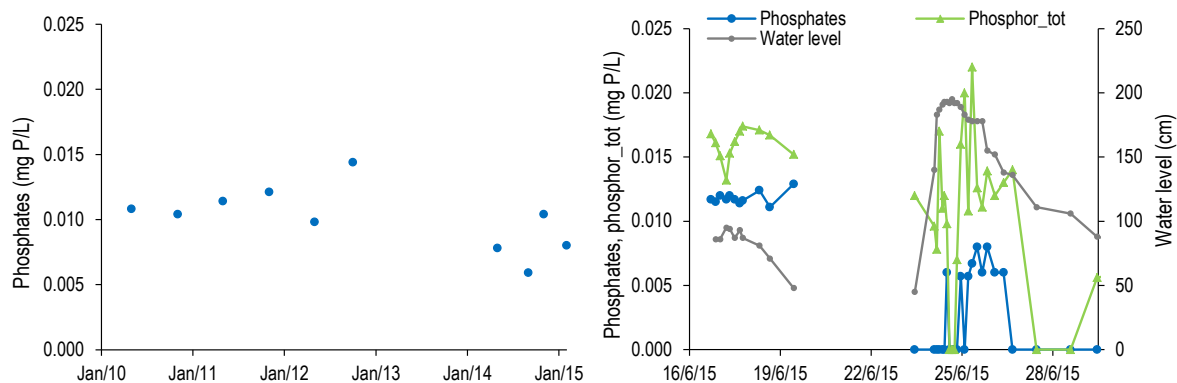 Phosphates (mg P/L)
0.025
0.020
0.015
0.010
0.005
0.000
Jan/10 Jan/11 Jan/12 Jan/13 Jan/14 Jan/15
Phosphates Phosphor_tot
Water level
Phosphates, phosphor_tot (mg P/L)
0.025
0.020
0.015
0.010
0.005
0.000
16/6/15 19/6/15 22/6/15 25/6/15 28/6/15
250
200
150
100
50
0
Water level (cm)